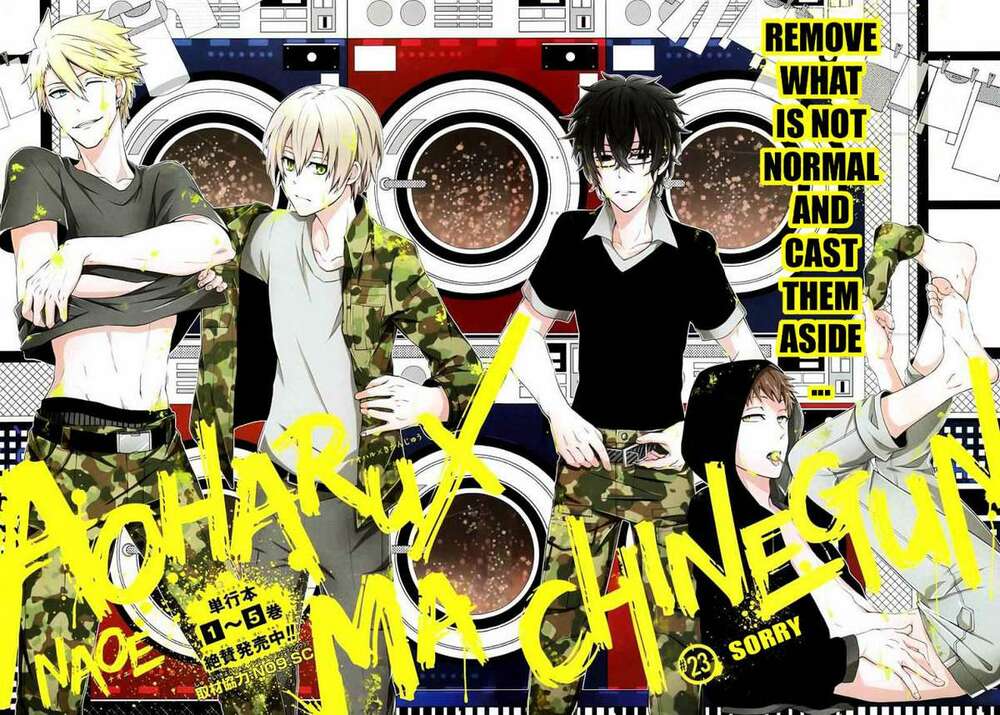 REMOVE
WHAT
IS NOT
NORMAL
AND
CAST
THEM
ASIDE
...
AOHARU X
MACHINEGUN
NAOE
単行本
1～5巻
絶賛発売中!!
取材協力:NO9.SC
#23 SORRY